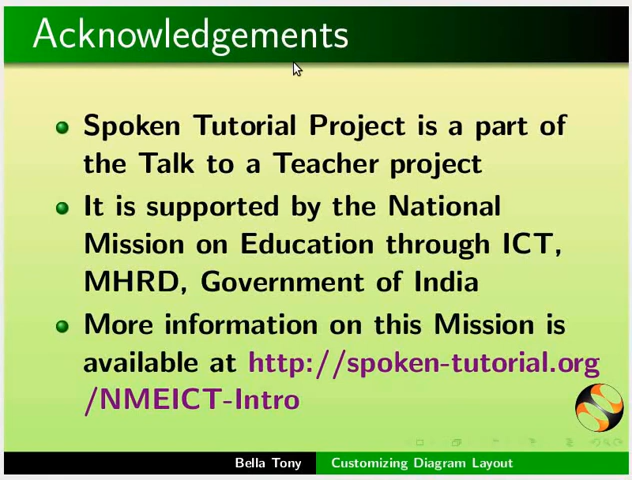 Acknowledgements
Spoken Tutorial Project is a part of
the Talk to a Teacher project
It is supported by the National
Mission on Education through ICT,
MHRD, Government of India
More information on this Mission is
available at http://spoken-tutorial.org
/NMEICT-Intro
Bella Tony
Customizing Diagram Layout